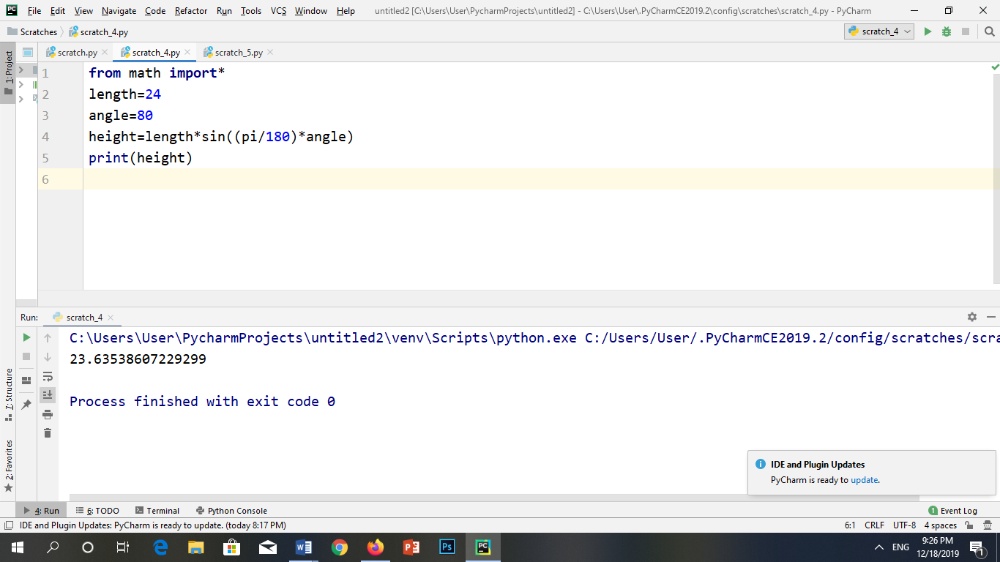 File Edit View Navigate Code Refactor Run Tools VCS Window Help untitled2 [C:\Users\User\PycharmProjects\untitled2] - C:\Users\User\.PyCharmCE2019.2\config\scratches\scratch_4.py - PyCharm
Scratches scratch_4.py scratch_4
scratch.py scratch_4.py scratch_5.py
1: Project
1 from math import*
2 length=24
3 angle=80
4 height=length*sin((pi/180)*angle)
5 print(height)
6
Run: scratch_4
C:\Users\User\PycharmProjects\untitled2\venv\Scripts\python.exe C:/Users/User/.PyCharmCE2019.2/config/scratches/scra
23.63538607229299
Process finished with exit code 0
7: Structure
2: Favorites
IDE and Plugin Updates
PyCharm is ready to update.
4: Run 6: TODO Terminal Python Console 1 Event Log
IDE and Plugin Updates: PyCharm is ready to update. (today 8:17 PM) 6:1 CRLF UTF-8 4 spaces
ENG 9:26 PM
12/18/2019 1